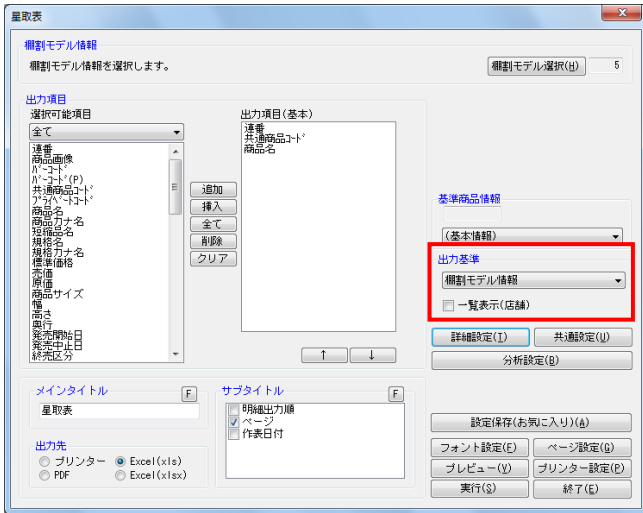 星取表
棚割モデル情報
棚割モデル情報を選択します。
棚割モデル選択(H)
5
出力項目
選択可能項目
全て
連番
商品画像
ﾊﾞｰｺｰﾄﾞ
ﾊﾞｰｺｰﾄﾞ(P)
共通商品ｺｰﾄﾞ
ﾌﾟﾗｲﾍﾞｰﾄｺｰﾄﾞ
商品名
商品カナ名
短縮品名
規格名
規格カナ名
標準価格
売価
原価
商品サイズ
幅
高さ
奥行
発売開始日
発売中止日
終売区分
追加
挿入
全て
削除
クリア
出力項目(基本)
連番
共通商品ｺｰﾄﾞ
商品名
↑
↓
基準商品情報
(基本情報)
出力基準
棚割モデル情報
一覧表示(店舗)
詳細設定(I)
共通設定(U)
分析設定(B)
メインタイトル
F
星取表
サブタイトル
F
明細出力順
ページ
作表日付
出力先
プリンター
Excel(xls)
PDF
Excel(xlsx)
設定保存(お気に入り)(A)
フォント設定(F)
ページ設定(G)
プレビュー(V)
プリンター設定(P)
実行(S)
終了(E)